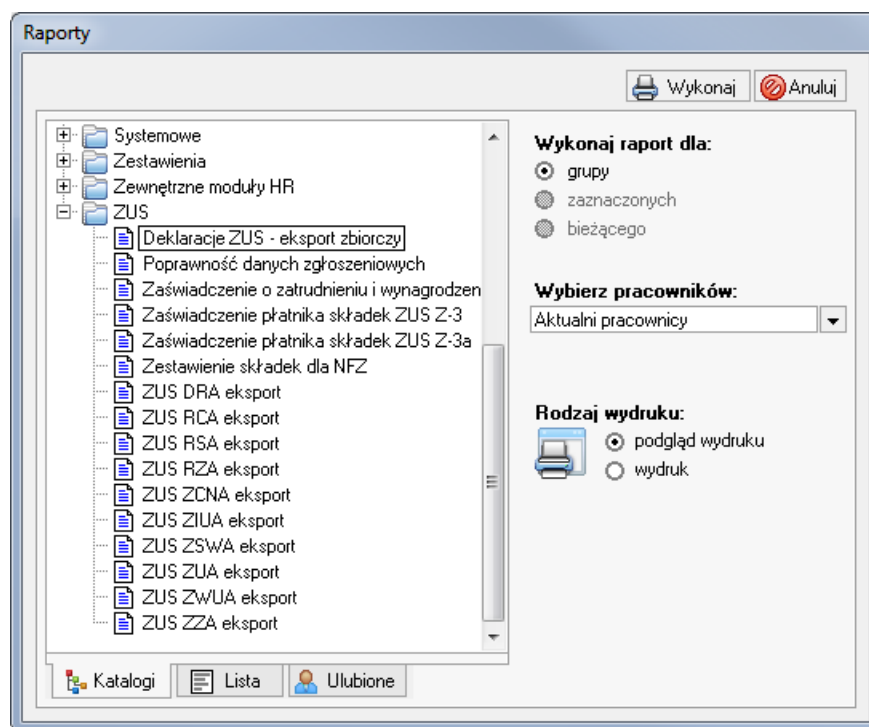 Raporty
Wykonaj
Anuluj
Systemowe
Zestawienia
Zewnętrzne moduły HR
ZUS
Deklaracje ZUS - eksport zbiorczy
Poprawność danych zgłoszeniowych
Zaświadczenie o zatrudnieniu i wynagrodzen
Zaświadczenie płatnika składek ZUS Z-3
Zaświadczenie płatnika składek ZUS Z-3a
Zestawienie składek dla NFZ
ZUS DRA eksport
ZUS RCA eksport
ZUS RSA eksport
ZUS RZA eksport
ZUS ZCNA eksport
ZUS ZIUA eksport
ZUS ZSWA eksport
ZUS ZUA eksport
ZUS ZWUA eksport
ZUS ZZA eksport
Katalogi
Lista
Ulubione
Wykonaj raport dla:
grupy
zaznaczonych
bieżącego
Wybierz pracowników:
Aktualni pracownicy
Rodzaj wydruku:
podgląd wydruku
wydruk